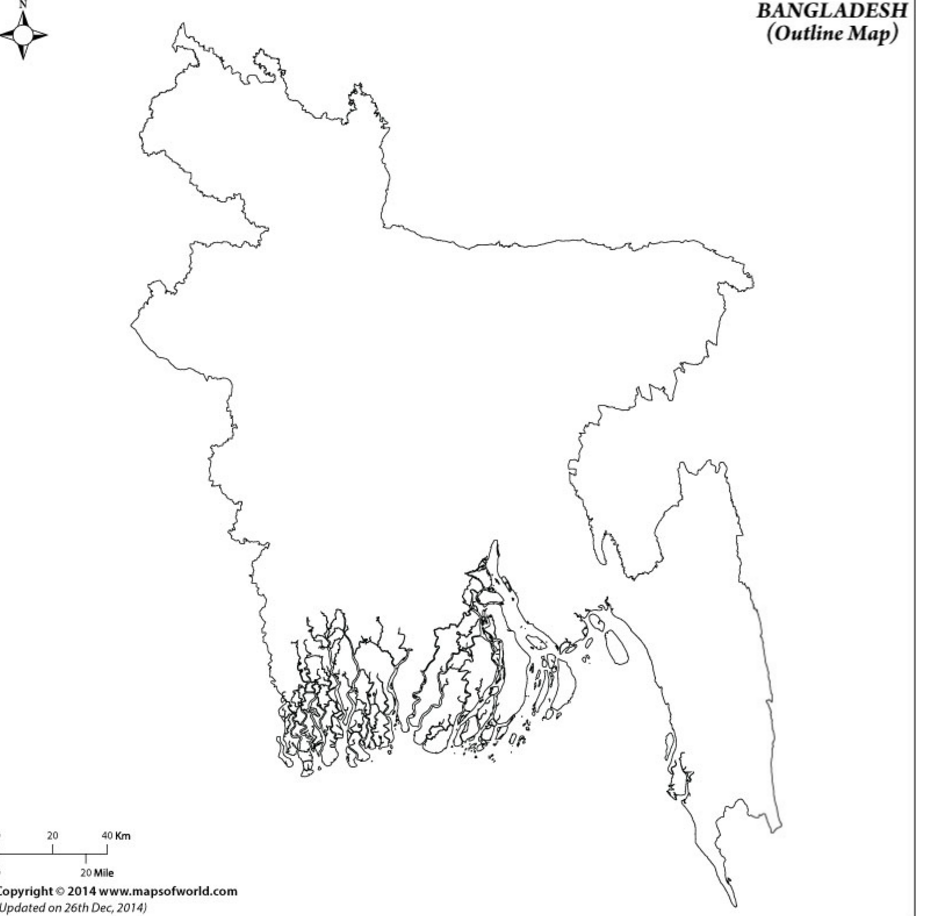 N
BANGLADESH
(Outline Map)
20 40 Km
20 Mile
Copyright © 2014 www.mapsofworld.com
(Updated on 26th Dec, 2014)